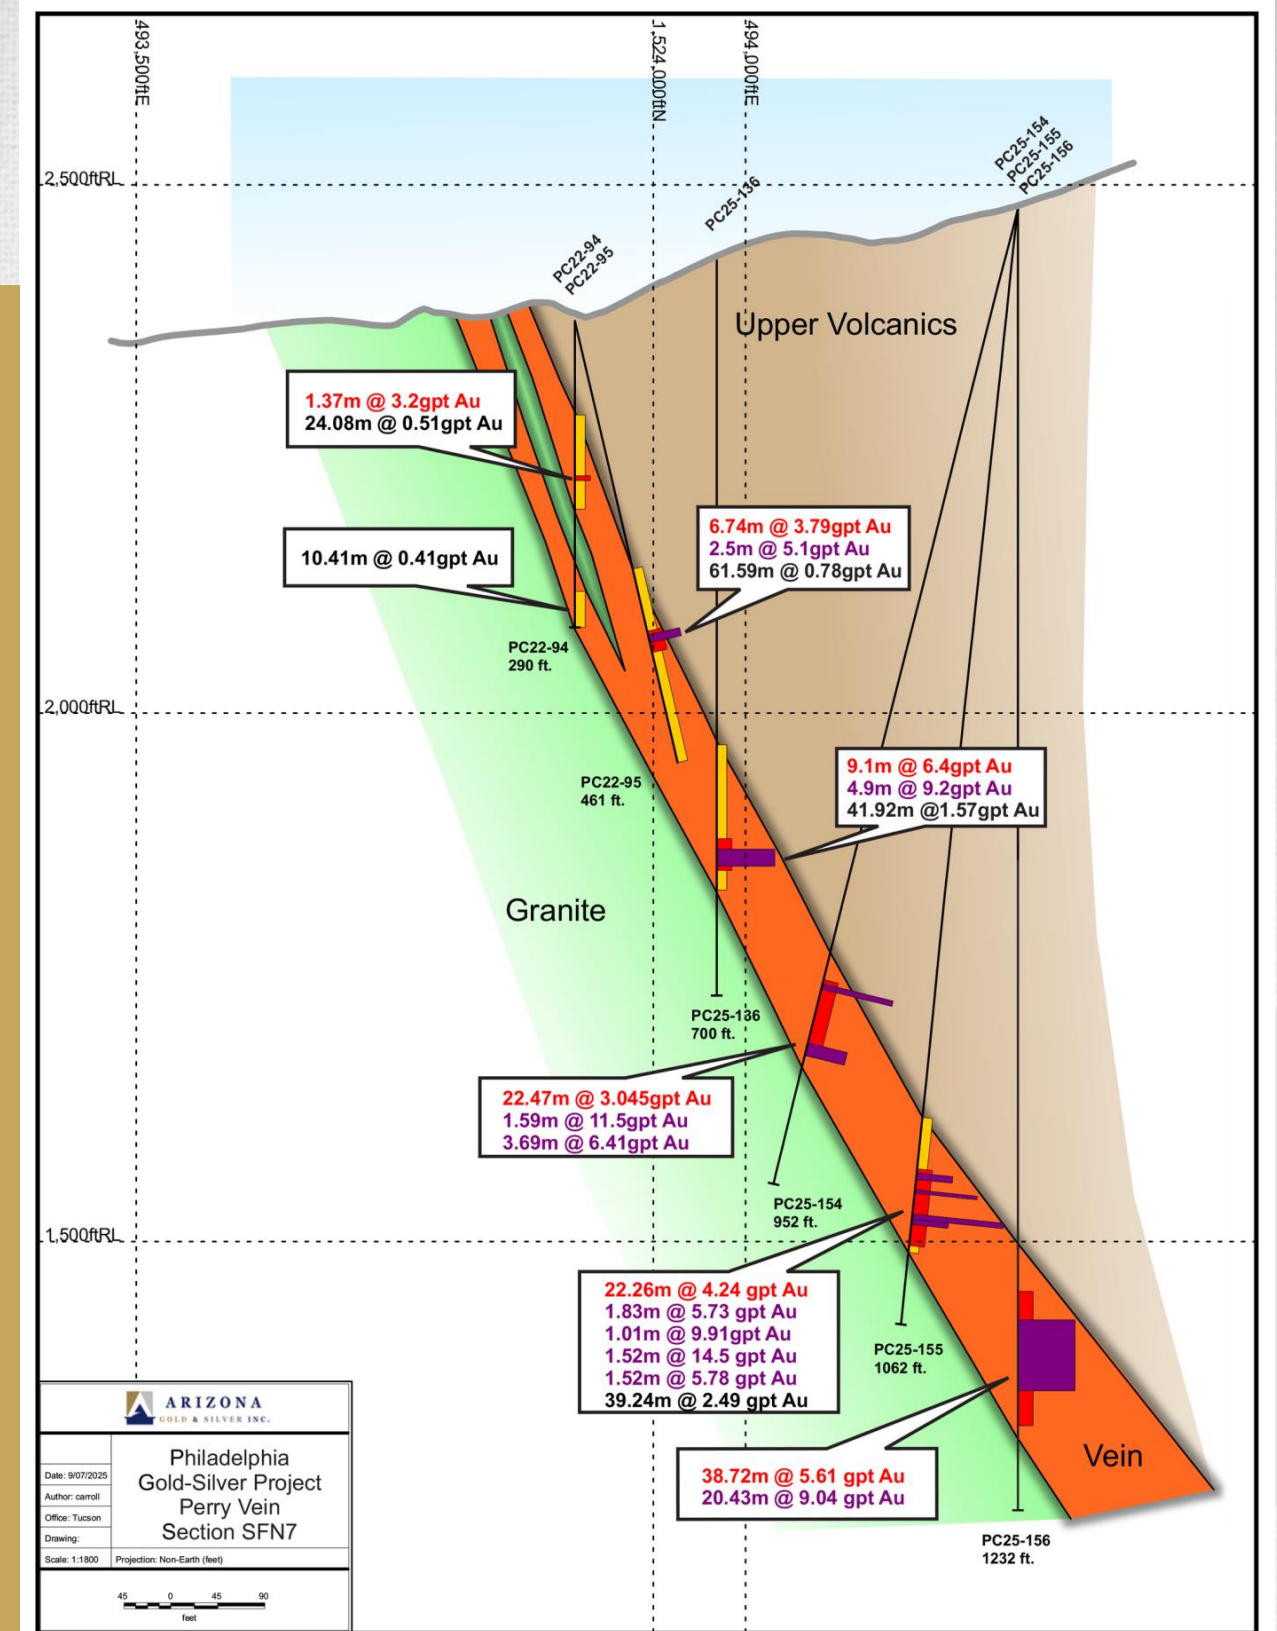 493,500ftE
1,524,000ftN
494,000ftE
PC25-154
PC25-155
PC25-156
2,500ftRL
PC25-136
PC22-94
PC22-95
Upper Volcanics
1.37m @ 3.2gpt Au
24.08m @ 0.51gpt Au
6.74m @ 3.79gpt Au
2.5m @ 5.1gpt Au
61.59m @ 0.78gpt Au
10.41m @ 0.41gpt Au
PC22-94
290 ft.
2,000ftRL
9.1m @ 6.4gpt Au
4.9m @ 9.2gpt Au
41.92m @1.57gpt Au
PC22-95
461 ft.
Granite
PC25-136
700 ft.
22.47m @ 3.045gpt Au
1.59m @ 11.5gpt Au
3.69m @ 6.41gpt Au
PC25-154
952 ft.
1,500ftRL
22.26m @ 4.24 gpt Au
1.83m @ 5.73 gpt Au
1.01m @ 9.91gpt Au
1.52m @ 14.5 gpt Au
1.52m @ 5.78 gpt Au
39.24m @ 2.49 gpt Au
PC25-155
1062 ft.
Vein
38.72m @ 5.61 gpt Au
20.43m @ 9.04 gpt Au
PC25-156
1232 ft.
ARIZONA
GOLD & SILVER INC.
Philadelphia
Gold-Silver Project
Perry Vein
Section SFN7
Date: 9/07/2025
Author: carroll
Office: Tucson
Drawing:
Scale: 1:1800
Projection: Non-Earth (feet)
45 0 45 90
feet